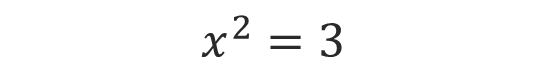 x² = 3